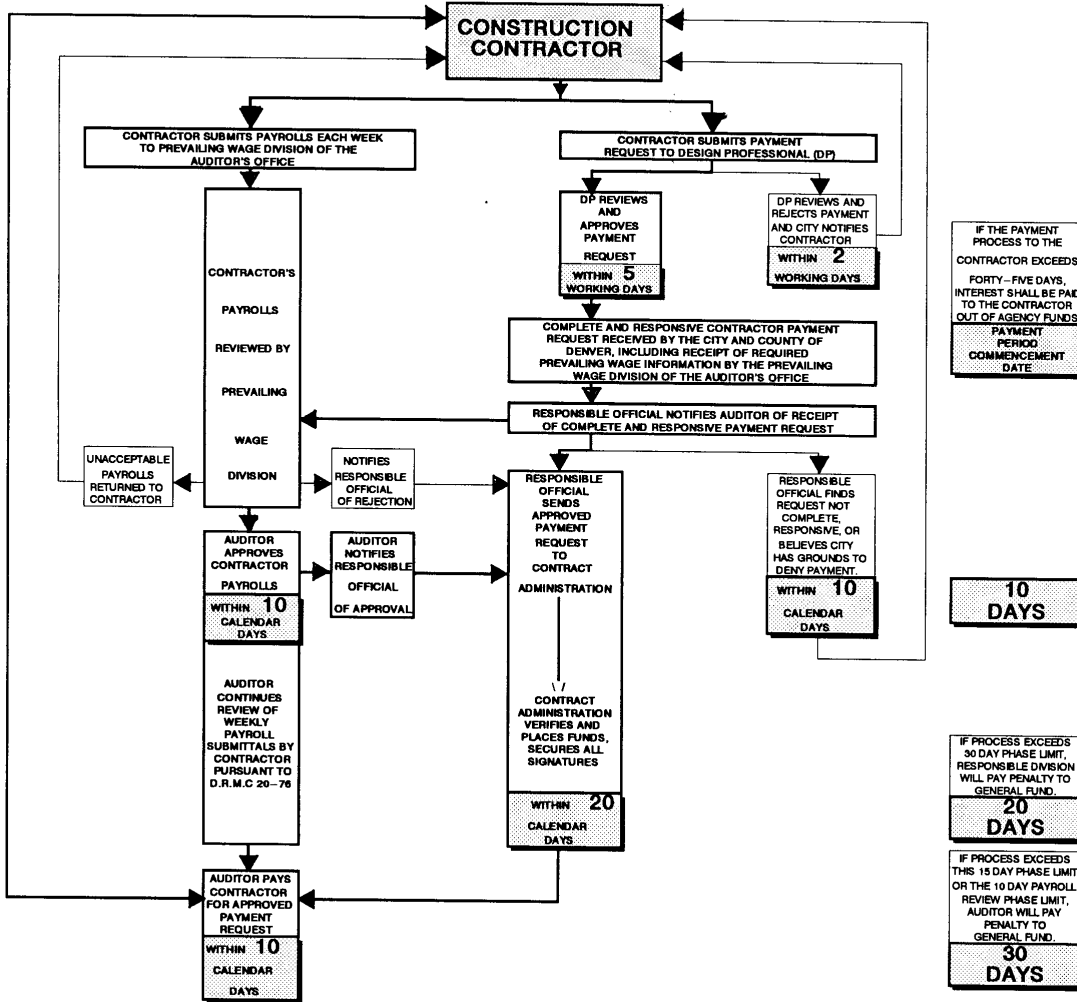 CONSTRUCTION
CONTRACTOR
CONTRACTOR SUBMITS PAYROLLS EACH WEEK
TO PREVAILING WAGE DIVISION OF THE
AUDITOR'S OFFICE
CONTRACTOR SUBMITS PAYMENT
REQUEST TO DESIGN PROFESSIONAL (DP)
CONTRACTOR'S
PAYROLLS
REVIEWED BY
PREVAILING
WAGE
DIVISION
DP REVIEWS
AND
APPROVES
PAYMENT
REQUEST
WITHIN 5
WORKING DAYS
DP REVIEWS AND
REJECTS PAYMENT
AND CITY NOTIFIES
CONTRACTOR
WITHIN 2
WORKING DAYS
IF THE PAYMENT
PROCESS TO THE
CONTRACTOR EXCEEDS
FORTY-FIVE DAYS,
INTEREST SHALL BE PAID
TO THE CONTRACTOR
OUT OF AGENCY FUNDS
PAYMENT
PERIOD
COMMENCEMENT
DATE
COMPLETE AND RESPONSIVE CONTRACTOR PAYMENT
REQUEST RECEIVED BY THE CITY AND COUNTY OF
DENVER, INCLUDING RECEIPT OF REQUIRED
PREVAILING WAGE INFORMATION BY THE PREVAILING
WAGE DIVISION OF THE AUDITOR'S OFFICE
RESPONSIBLE OFFICIAL NOTIFIES AUDITOR OF RECEIPT
OF COMPLETE AND RESPONSIVE PAYMENT REQUEST
UNACCEPTABLE
PAYROLLS
RETURNED TO
CONTRACTOR
NOTIFIES
RESPONSIBLE
OFFICIAL
OF REJECTION
RESPONSIBLE
OFFICIAL
SENDS
APPROVED
PAYMENT
REQUEST
TO
CONTRACT
ADMINISTRATION
CONTRACT
ADMINISTRATION
VERIFIES AND
PLACES FUNDS,
SECURES ALL
SIGNATURES
WITHIN 20
CALENDAR
DAYS
RESPONSIBLE
OFFICIAL FINDS
REQUEST NOT
COMPLETE,
RESPONSIVE, OR
BELIEVES CITY
HAS GROUNDS TO
DENY PAYMENT.
WITHIN 10
CALENDAR
DAYS
10
DAYS
AUDITOR
APPROVES
CONTRACTOR
PAYROLLS
WITHIN 10
CALENDAR
DAYS
AUDITOR
NOTIFIES
RESPONSIBLE
OFFICIAL
OF APPROVAL
AUDITOR
CONTINUES
REVIEW OF
WEEKLY
PAYROLL
SUBMITTALS BY
CONTRACTOR
PURSUANT TO
D.R.M.C 20-76
IF PROCESS EXCEEDS
30 DAY PHASE LIMIT,
RESPONSIBLE DIVISION
WILL PAY PENALTY TO
GENERAL FUND.
20
DAYS
AUDITOR PAYS
CONTRACTOR
FOR APPROVED
PAYMENT
REQUEST
WITHIN 10
CALENDAR
DAYS
IF PROCESS EXCEEDS
THIS 15 DAY PHASE LIMIT
OR THE 10 DAY PAYROLL
REVIEW PHASE LIMIT,
AUDITOR WILL PAY
PENALTY TO
GENERAL FUND.
30
DAYS